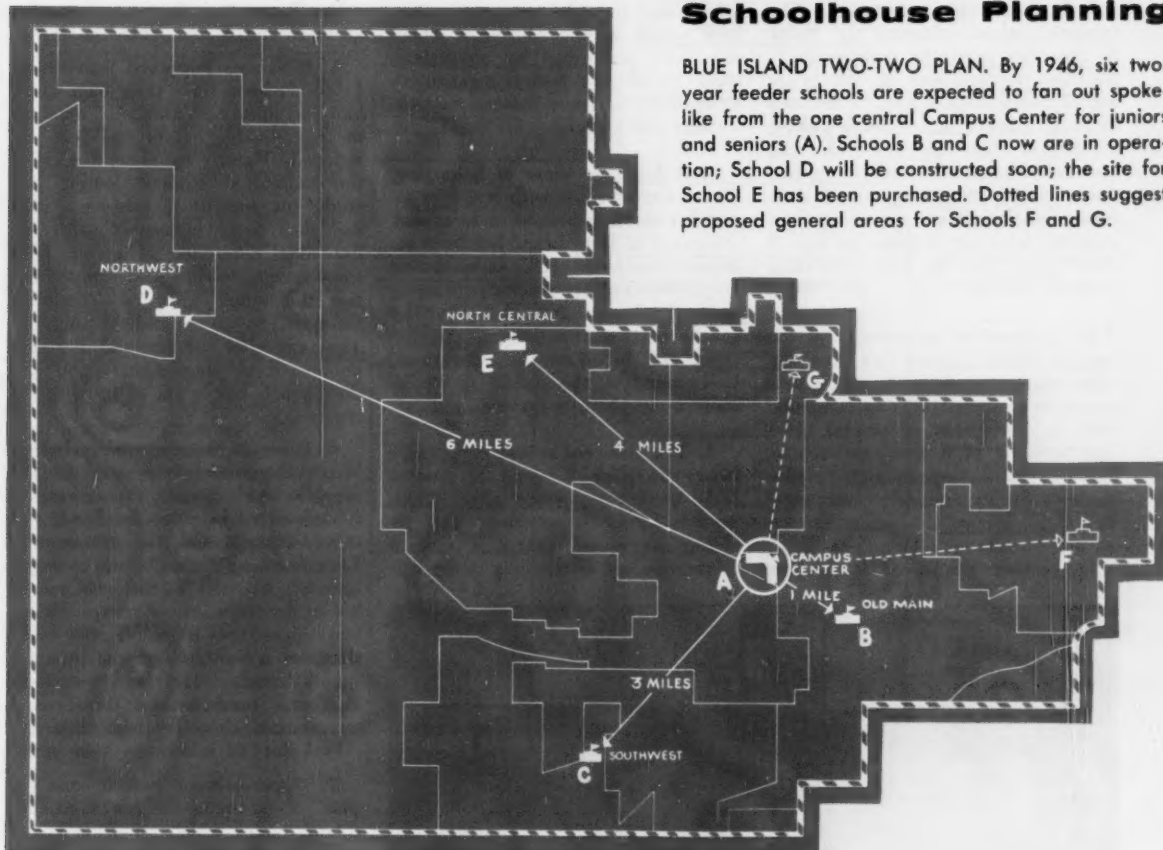 Schoolhouse Planning
BLUE ISLAND TWO-TWO PLAN. By 1946, six two-
year feeder schools are expected to fan out spoke-
like from the one central Campus Center for juniors
and seniors (A). Schools B and C now are in opera-
tion; School D will be constructed soon; the site for
School E has been purchased. Dotted lines suggest
proposed general areas for Schools F and G.
NORTHWEST
D
NORTH CENTRAL
E
G
6 MILES
4 MILES
F
A
CAMPUS
CENTER
1 MILE
OLD MAIN
B
3 MILES
SOUTHWEST
C